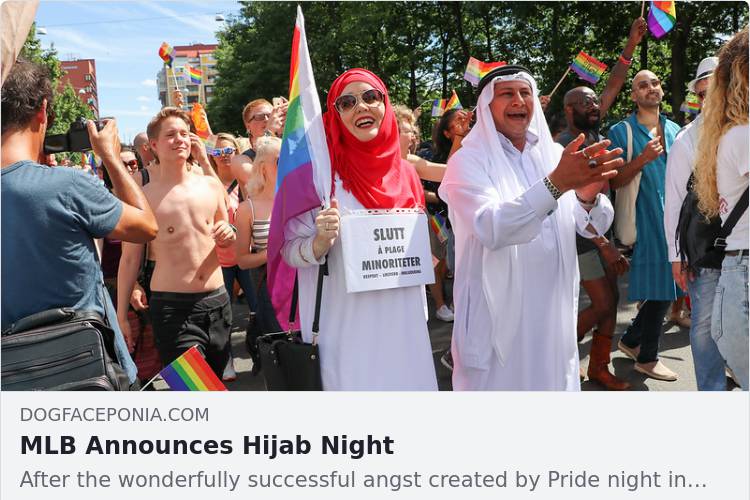 SLUTT
Å PLAGE
MINORITETER
DOGFACEPONIA.COM
MLB Announces Hijab Night
After the wonderfully successful angst created by Pride night in...